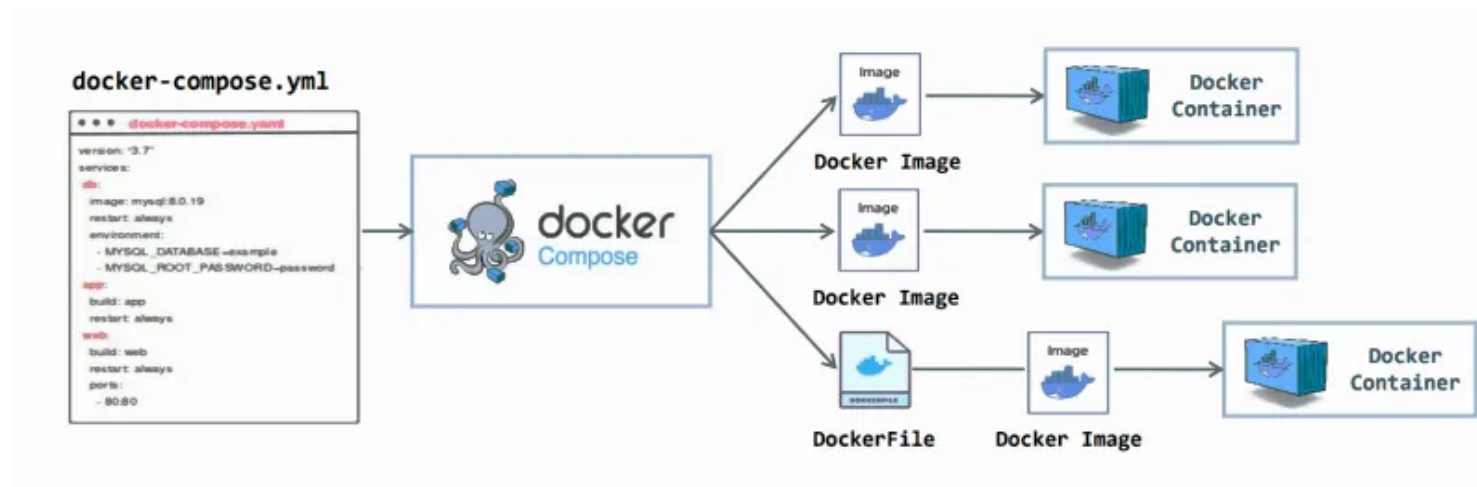 docker-compose.yml
docker-compose.yaml
version: "3.7"
services:
db:
image: mysql:8.0.19
restart: always
environment:
- MYSQL_DATABASE=example
- MYSQL_ROOT_PASSWORD=password
app:
build: app
restart: always
web:
build: web
restart: always
ports:
- 80:80
docker
Compose
Image
Docker Image
Docker
Container
Image
Docker Image
Docker
Container
DOCKERFILE
DockerFile
Image
Docker Image
Docker
Container